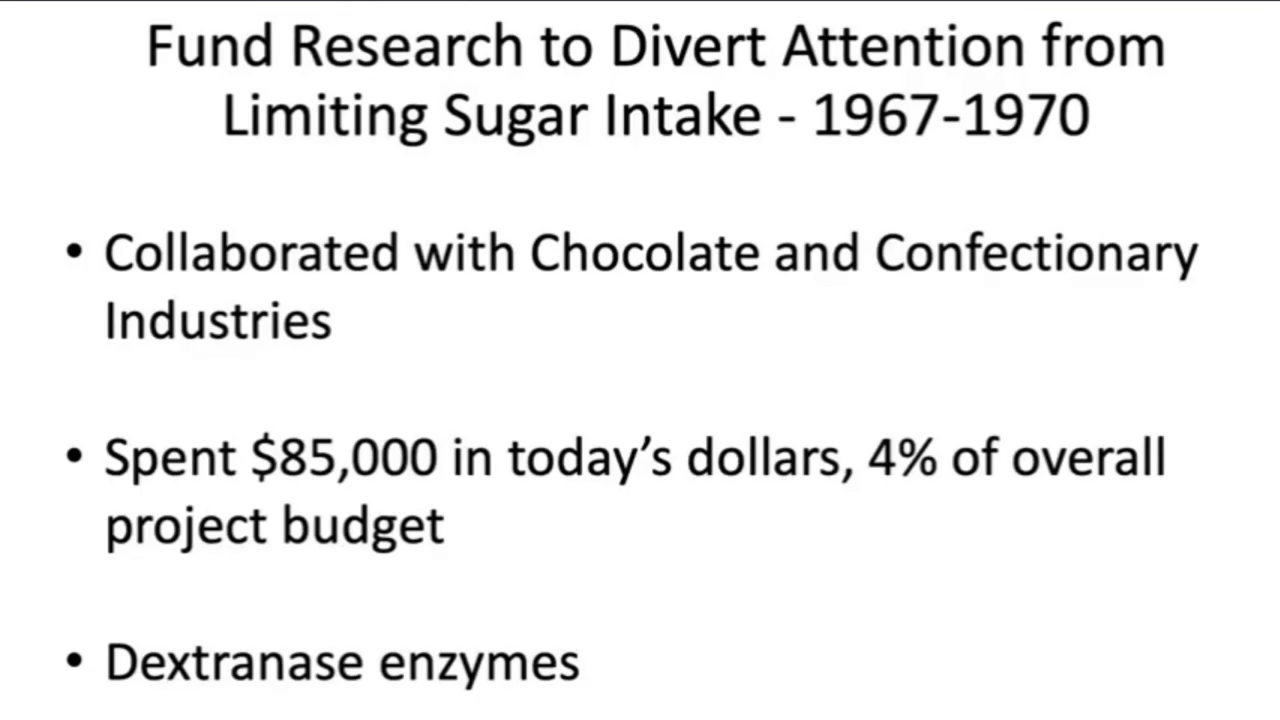 Fund Research to Divert Attention from
Limiting Sugar Intake - 1967-1970
• Collaborated with Chocolate and Confectionary
Industries
• Spent $85,000 in today’s dollars, 4% of overall
project budget
• Dextranase enzymes